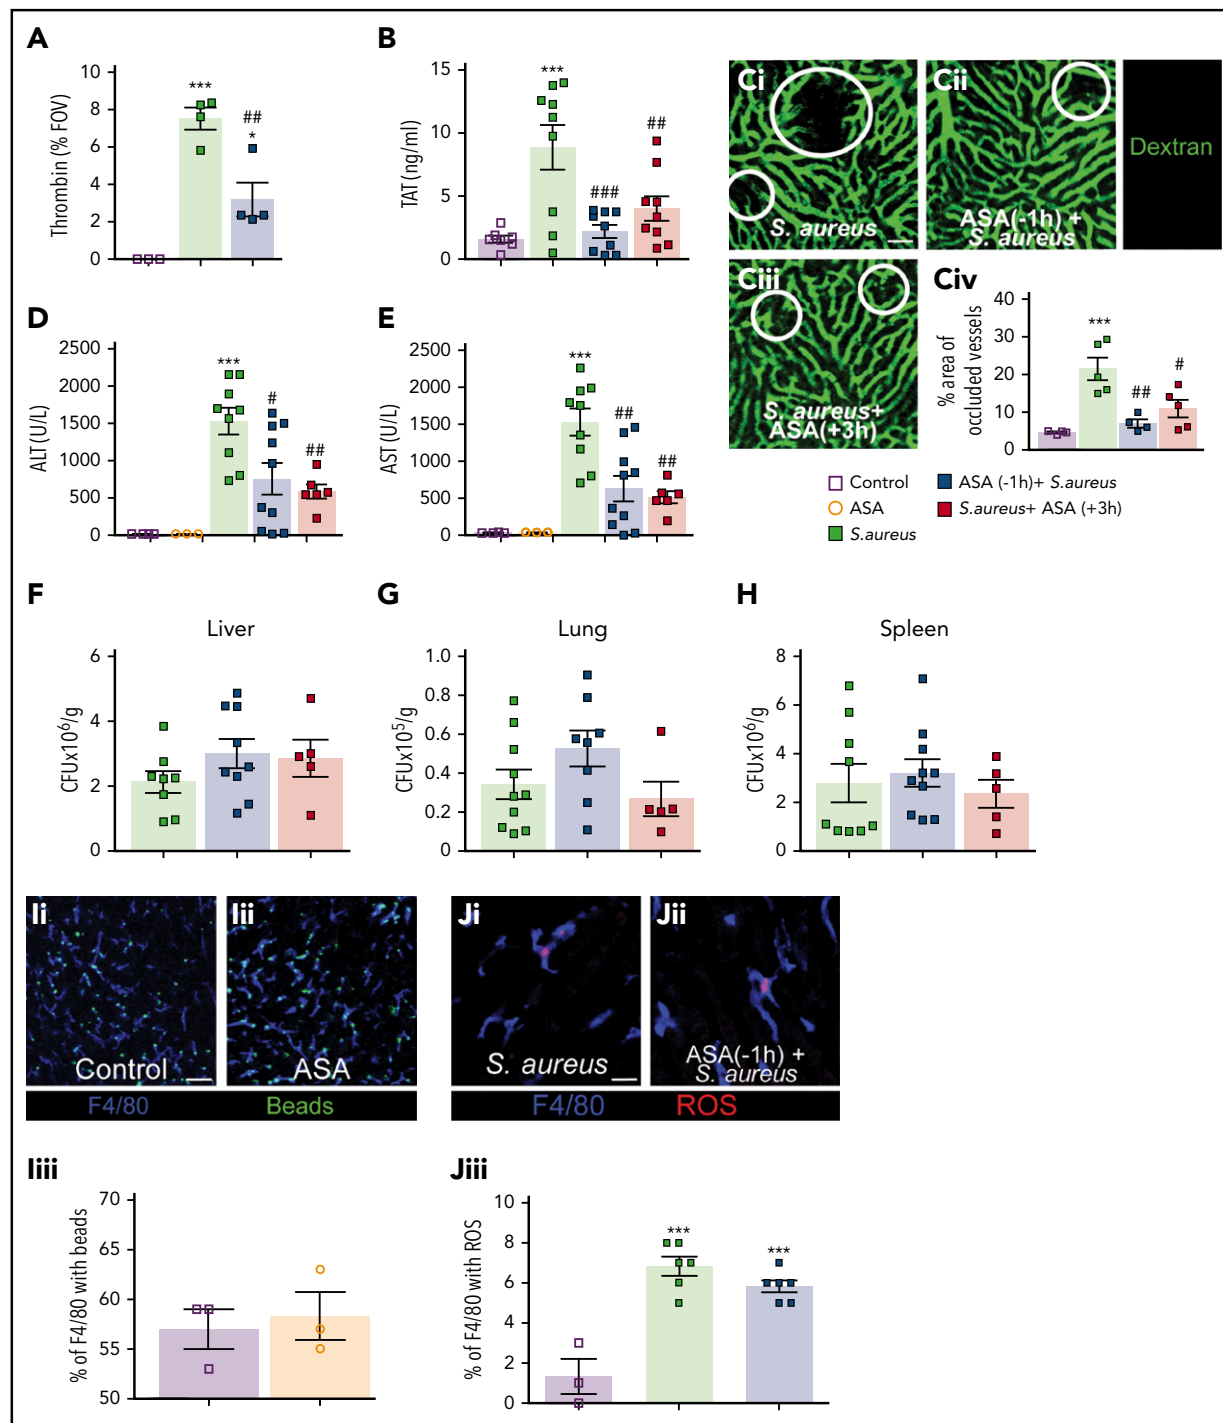 A
Thrombin (% FOV)
10
8
6
4
2
0
***
##
*
B
TAT (ng/ml)
15
10
5
0
***
###
##
Ci
S. aureus
Cii
ASA(-1h) +
S. aureus
Dextran
Ciii
S. aureus+
ASA(+3h)
Civ
% area of
occluded vessels
40
30
20
10
0
***
##
#
D
ALT (U/L)
2500
2000
1500
1000
500
0
***
#
##
E
AST (U/L)
2500
2000
1500
1000
500
0
***
##
##
Control
ASA
S.aureus
ASA (-1h)+ S.aureus
S.aureus+ ASA (+3h)
F
Liver
CFUx10⁶/g
6
4
2
0
G
Lung
CFUx10⁵/g
1.0
0.8
0.6
0.4
0.2
0
H
Spleen
CFUx10⁶/g
8
6
4
2
0
Ii
Control
Iii
ASA
F4/80 Beads
Ji
S. aureus
Jii
ASA(-1h) +
S. aureus
F4/80 ROS
Iiii
% of F4/80 with beads
70
65
60
55
50
Jiii
% of F4/80 with ROS
10
8
6
4
2
0
***
***